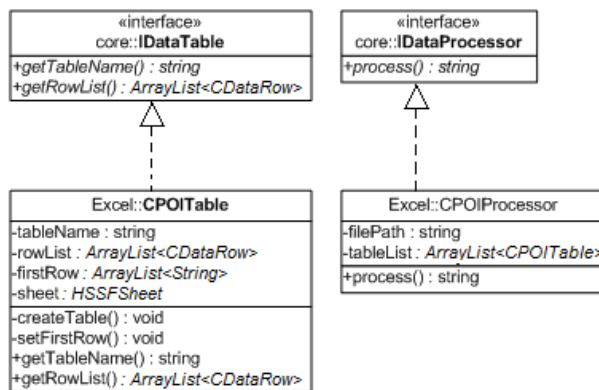 «interface»
core::IDataTable
+getTableName() : string
+getRowList() : ArrayList<CDataRow>
«interface»
core::IDataProcessor
+process() : string
Excel::CPOITable
-tableName : string
-rowList : ArrayList<CDataRow>
-firstRow : ArrayList<String>
-sheet : HSSFSheet
-createTable() : void
-setFirstRow() : void
+getTableName() : string
+getRowList() : ArrayList<CDataRow>
Excel::CPOIProcessor
-filePath : string
-tableList : ArrayList<CPOITable>
+process() : string